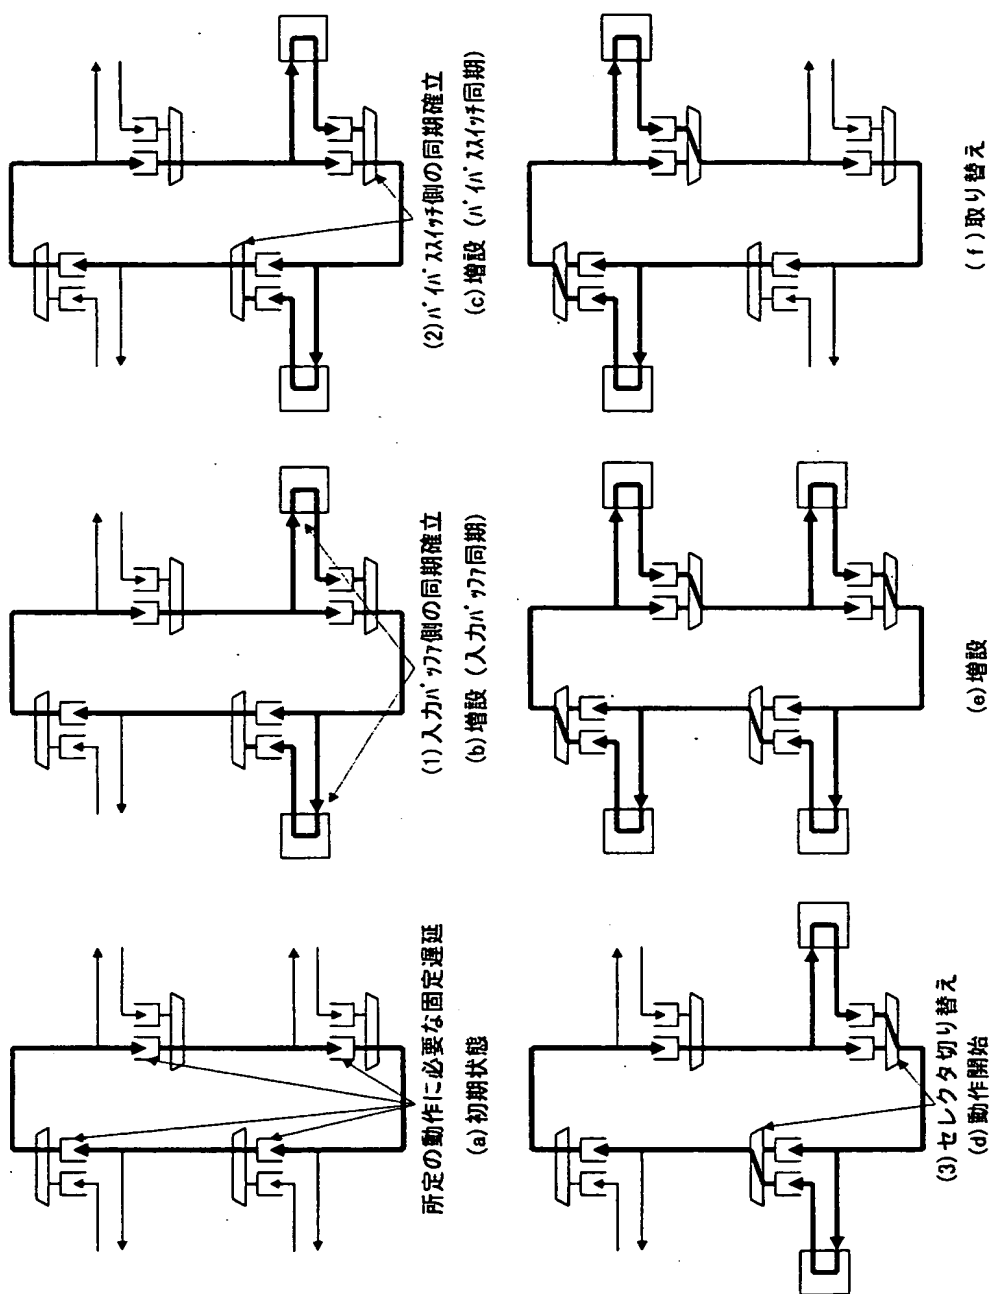 所定の動作に必要な固定遅延
(a)初期状態
(1)入力バッファ側の同期確立
(b)増設(入力バッファ同期)
(2)バイパススイッチ側の同期確立
(c)増設(バイパススイッチ同期)
(3)セレクタ切り替え
(d)動作開始
(e)増設
(f)取り替え